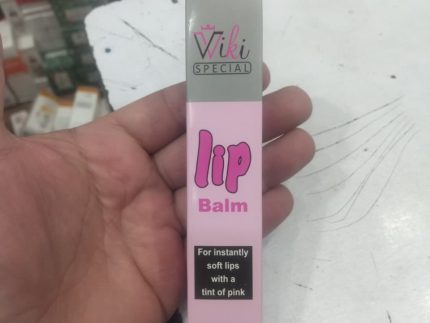 Viki
SPECIAL
lip
Balm
For instantly
soft lips
with a
tint of pink